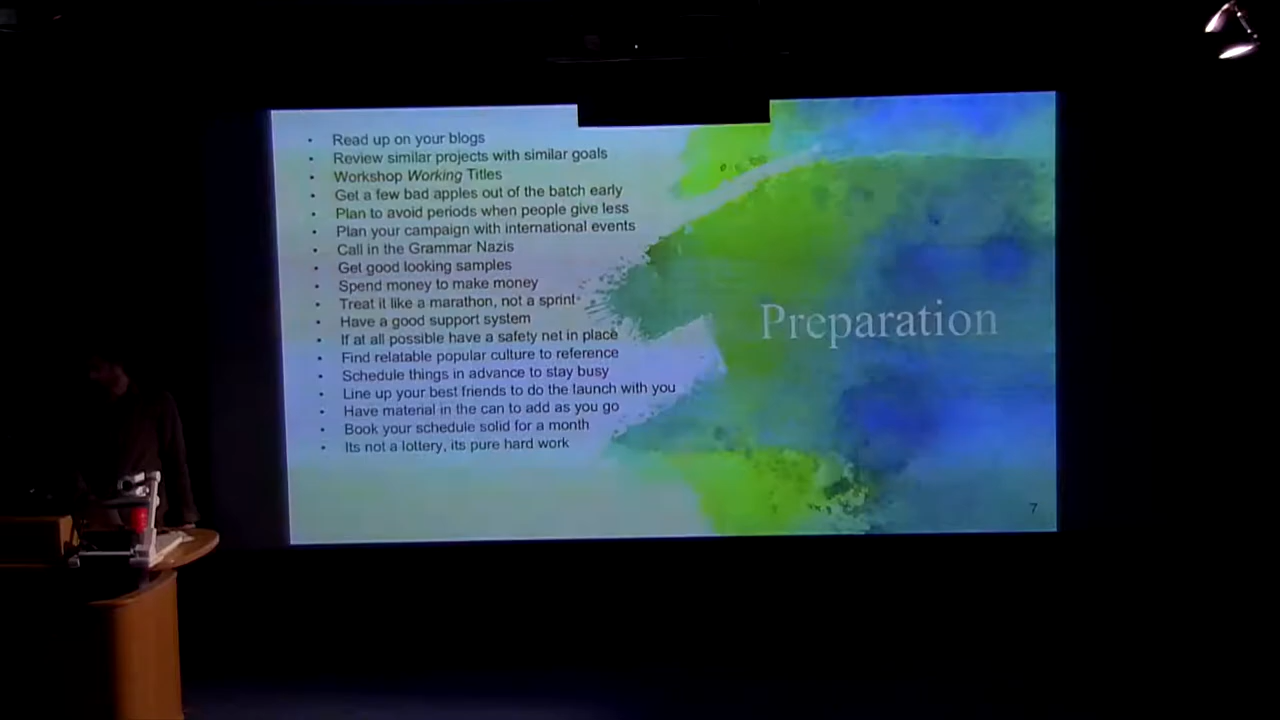 • Read up on your blogs
• Review similar projects with similar goals
• Workshop Working Titles
• Get a few bad apples out of the batch early
• Plan to avoid periods when people give less
• Plan your campaign with international events
• Call in the Grammar Nazis
• Get good looking samples
• Spend money to make money
• Treat it like a marathon, not a sprint
• Have a good support system
• If at all possible have a safety net in place
• Find relatable popular culture to reference
• Schedule things in advance to stay busy
• Line up your best friends to do the launch with you
• Have material in the can to add as you go
• Book your schedule solid for a month
• Its not a lottery, its pure hard work
Preparation
7